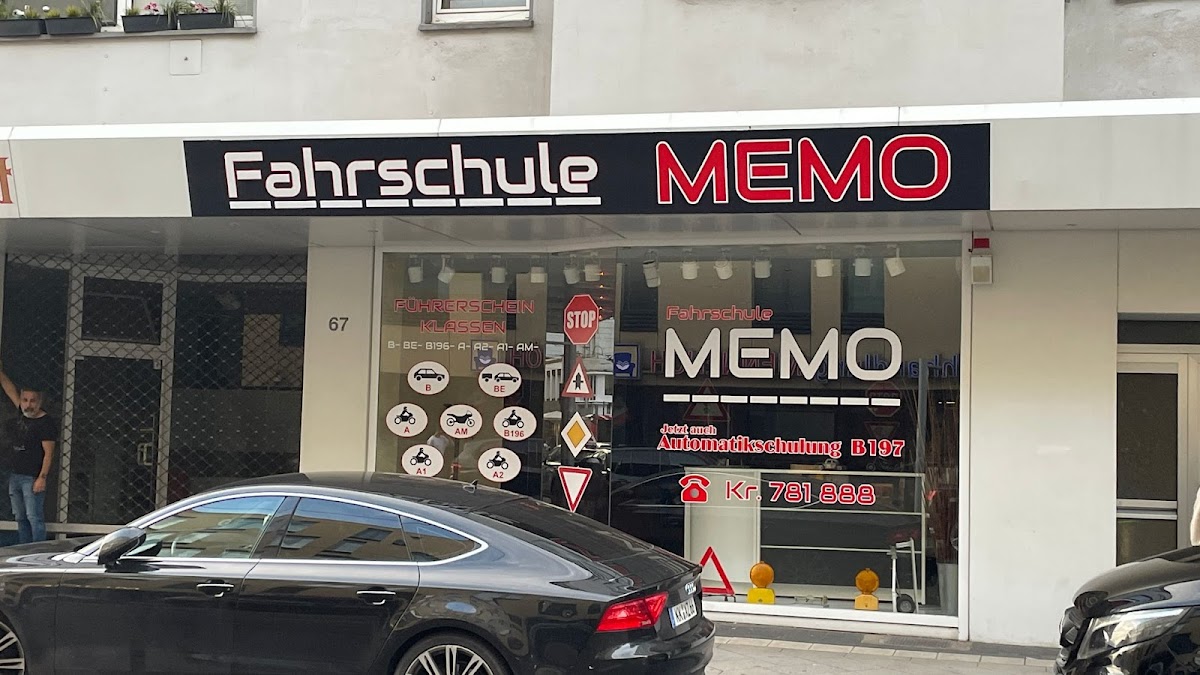 Fahrschule MEMO
67
FÜHRERSCHEIN
KLASSEN
B- BE- B196- A- A2- A1- AM-
B
BE
A
AM
B196
A1
A2
STOP
Fahrschule
MEMO
Jetzt auch
Automatikschulung B197
Kr. 781 888